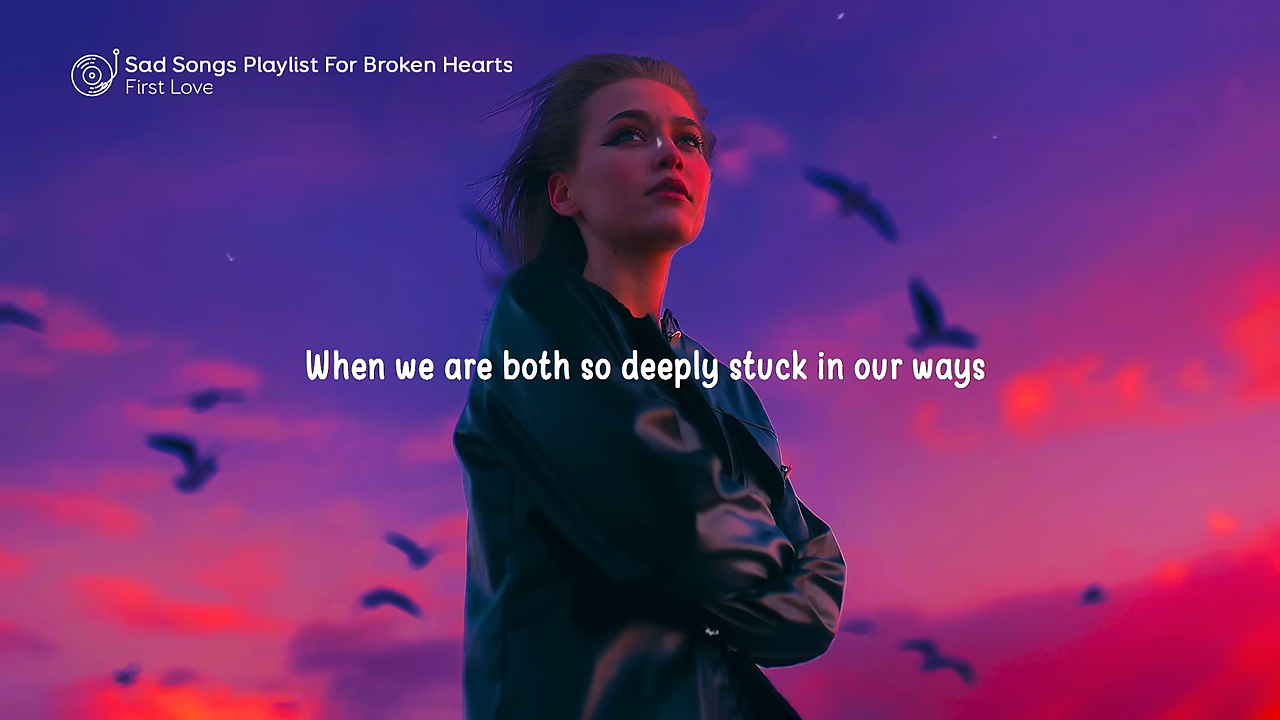 Sad Songs Playlist For Broken Hearts
First Love
When we are both so deeply stuck in our ways